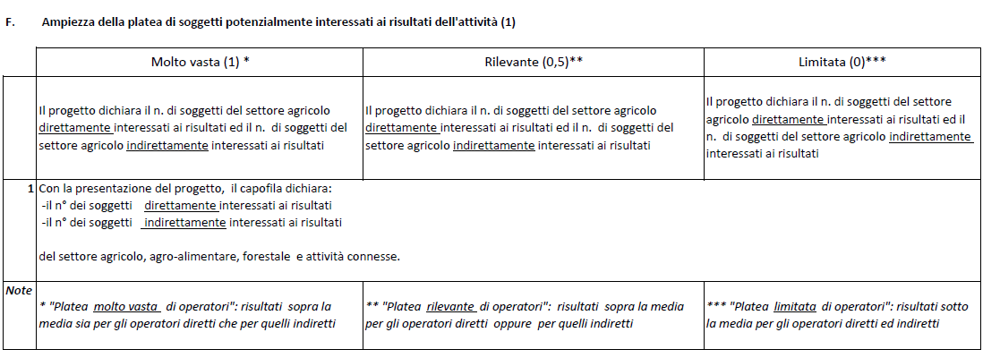 F. Ampiezza della platea di soggetti potenzialmente interessati ai risultati dell'attività (1)
Molto vasta (1) *
Rilevante (0,5)**
Limitata (0)***
Il progetto dichiara il n. di soggetti del settore agricolo
direttamente interessati ai risultati ed il n. di soggetti del
settore agricolo indirettamente interessati ai risultati
Il progetto dichiara il n. di soggetti del settore agricolo
direttamente interessati ai risultati ed il n. di soggetti del
settore agricolo indirettamente interessati ai risultati
Il progetto dichiara il n. di soggetti del settore
agricolo direttamente interessati ai risultati ed il
n. di soggetti del settore agricolo indirettamente
interessati ai risultati
1 Con la presentazione del progetto, il capofila dichiara:
-il n° dei soggetti direttamente interessati ai risultati
-il n° dei soggetti indirettamente interessati ai risultati
del settore agricolo, agro-alimentare, forestale e attività connesse.
Note
* "Platea molto vasta di operatori": risultati sopra la
media sia per gli operatori diretti che per quelli indiretti
** "Platea rilevante di operatori": risultati sopra la media
per gli operatori diretti oppure per quelli indiretti
*** "Platea limitata di operatori": risultati sotto
la media per gli operatori diretti ed indiretti